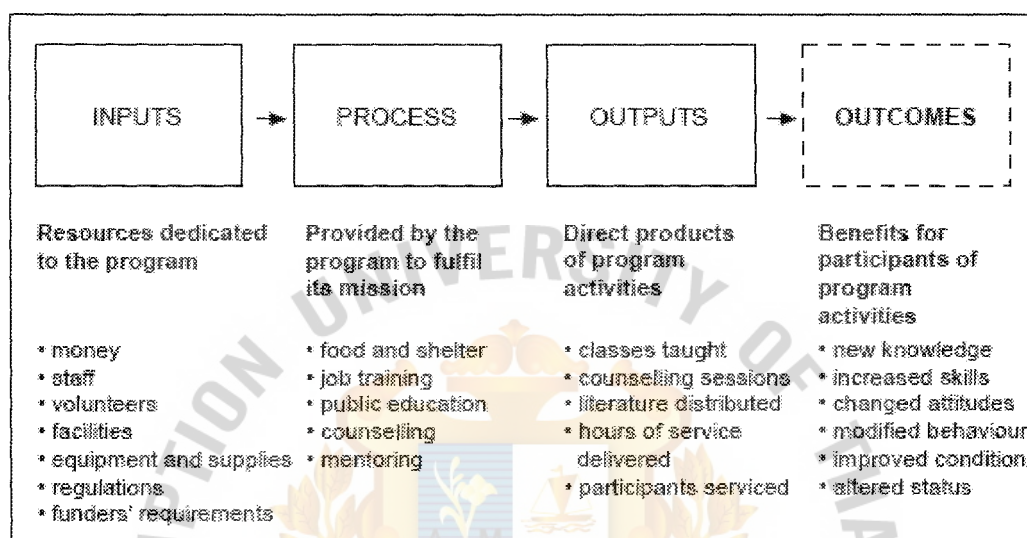 INPUTS
PROCESS
OUTPUTS
OUTCOMES
Resources dedicated
to the program
• money
• staff
• volunteers
• facilities
• equipment and supplies
• regulations
• funders' requirements
Provided by the
program to fulfil
its mission
• food and shelter
• job training
• public education
• counselling
• mentoring
Direct products
of program
activities
• classes taught
• counselling sessions
• literature distributed
• hours of service
delivered
• participants serviced
Benefits for
participants of
program
activities
• new knowledge
• increased skills
• changed attitudes
• modified behaviour
• improved condition
• altered status
UNIVERSITY OF